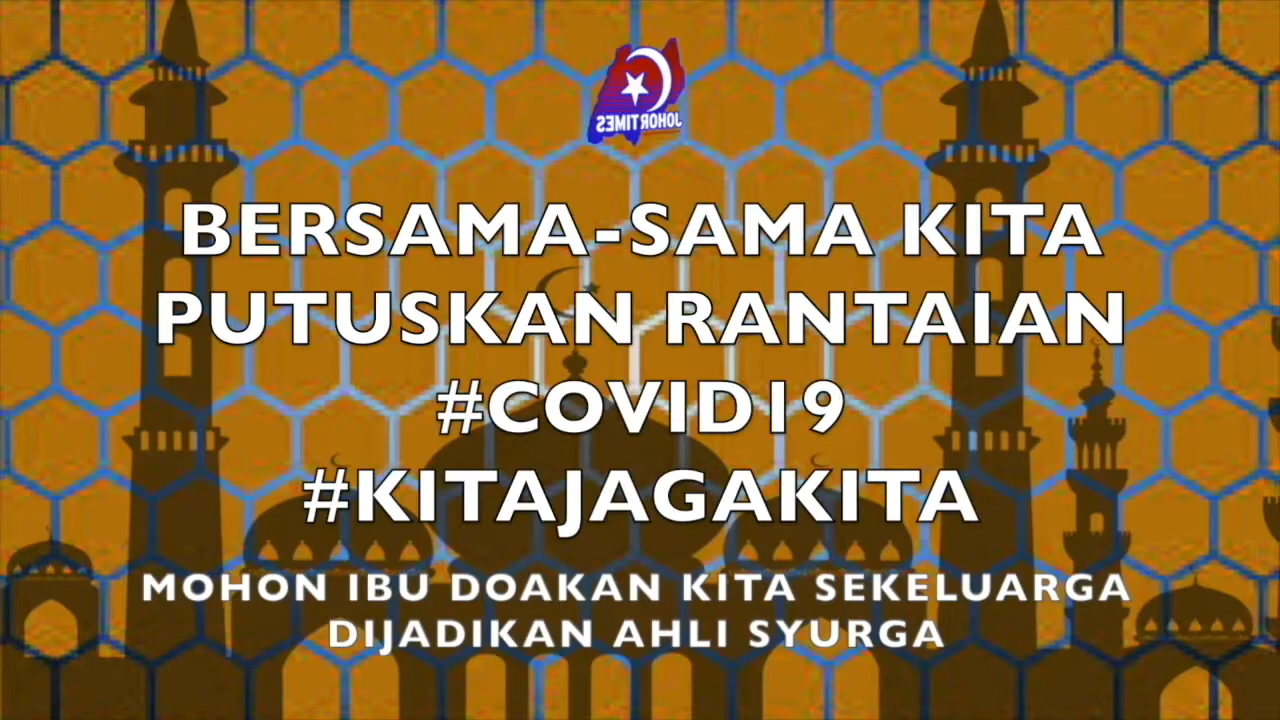 JOHORTIMES
BERSAMA-SAMA KITA
PUTUSKAN RANTAIAN
#COVID19
#KITAJAGAKITA
MOHON IBU DOAKAN KITA SEKELUARGA
DIJADIKAN AHLI SYURGA